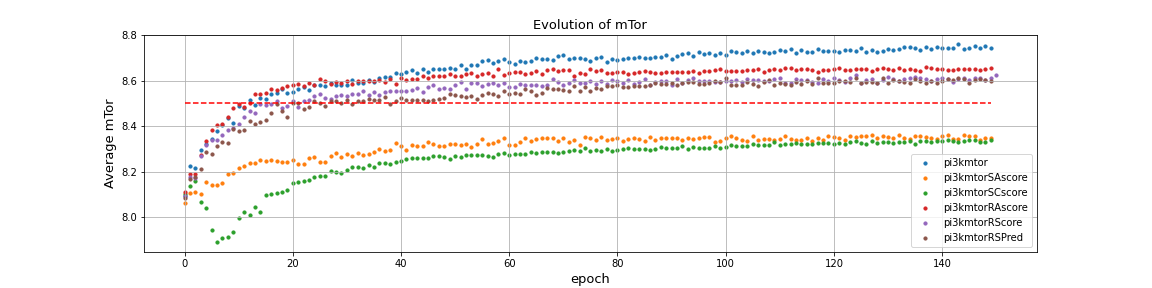 Evolution of mTor
Average mTor
8.8
8.6
8.4
8.2
8.0
0 20 40 60 80 100 120 140
epoch
pi3kmtor
pi3kmtorSAscore
pi3kmtorSCscore
pi3kmtorRAscore
pi3kmtorRScore
pi3kmtorRSPred